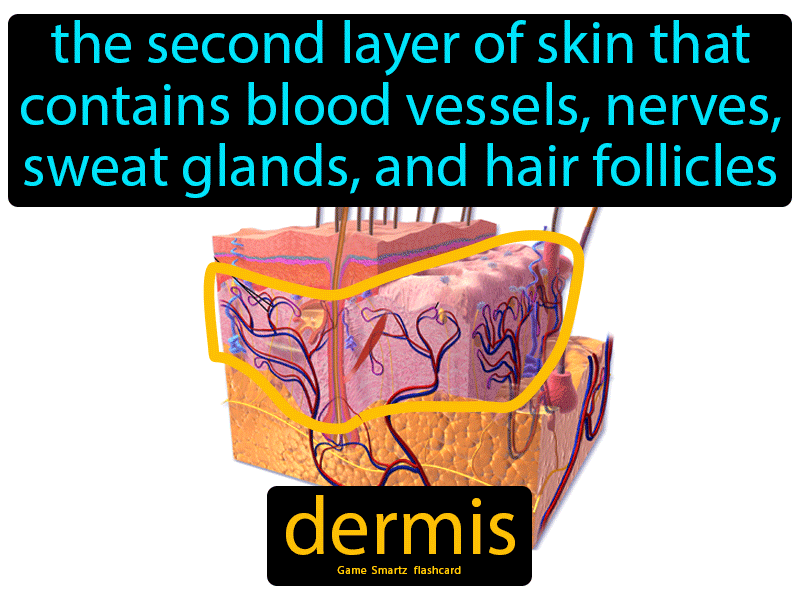 the second layer of skin that
contains blood vessels, nerves,
sweat glands, and hair follicles
dermis
Game Smartz flashcard